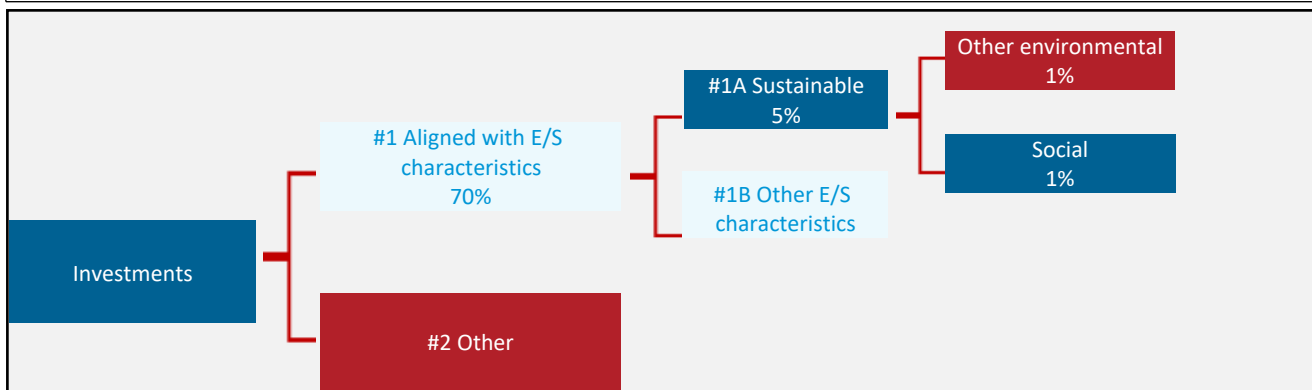 Investments
#1 Aligned with E/S
characteristics
70%
#2 Other
#1A Sustainable
5%
#1B Other E/S
characteristics
Other environmental
1%
Social
1%